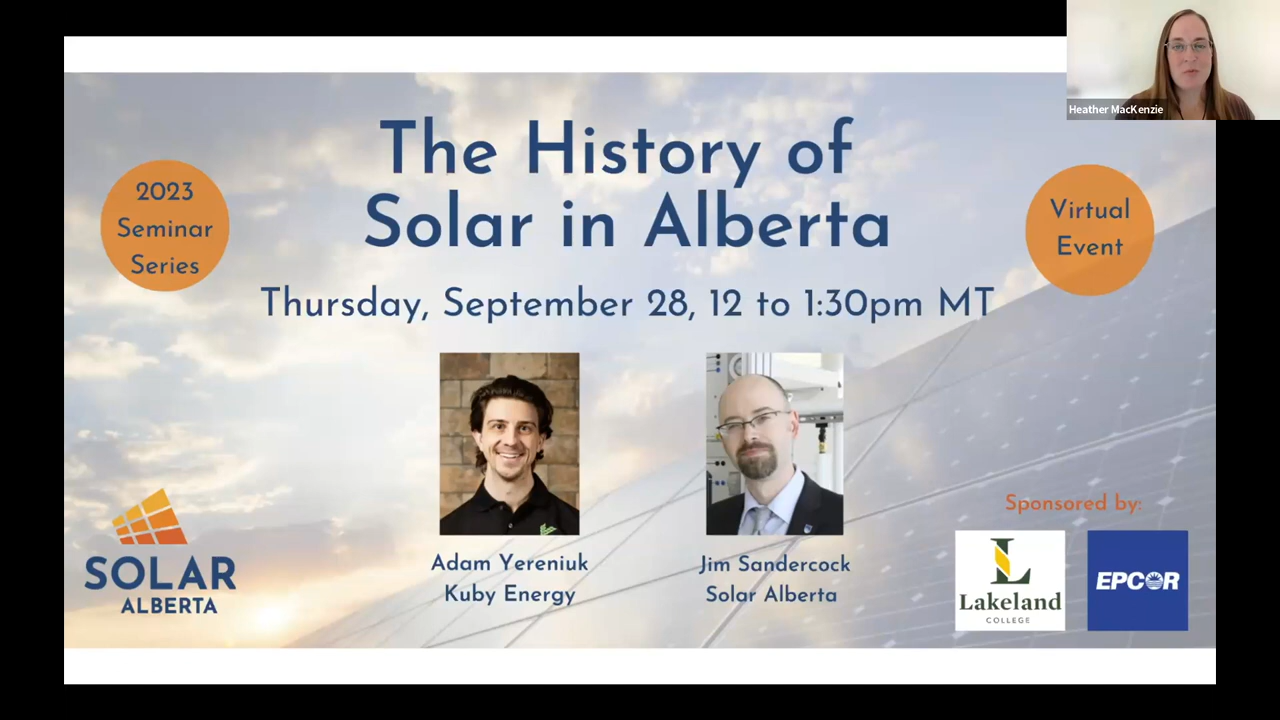 Heather MacKenzie
The History of
Solar in Alberta
2023
Seminar
Series
Virtual
Event
Thursday, September 28, 12 to 1:30pm MT
Adam Yereniuk
Kuby Energy
Jim Sandercock
Solar Alberta
SOLAR
ALBERTA
Sponsored by:
L
Lakeland
COLLEGE
EPCOR